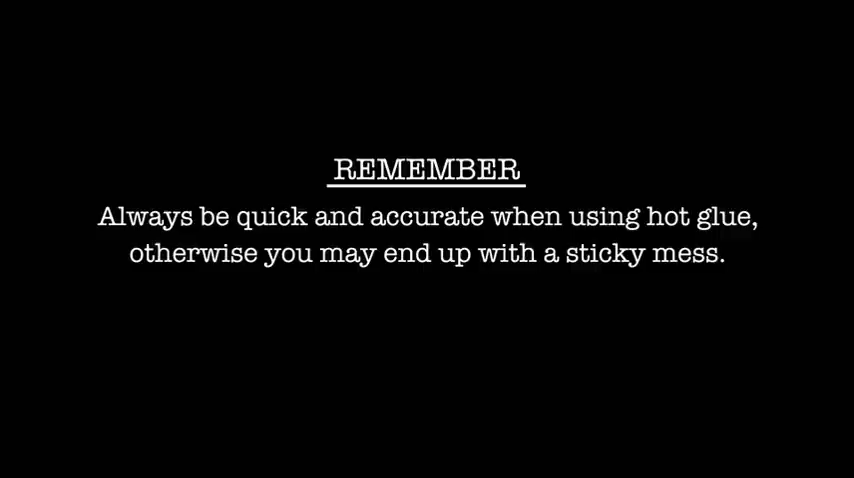 REMEMBER
Always be quick and accurate when using hot glue,
otherwise you may end up with a sticky mess.